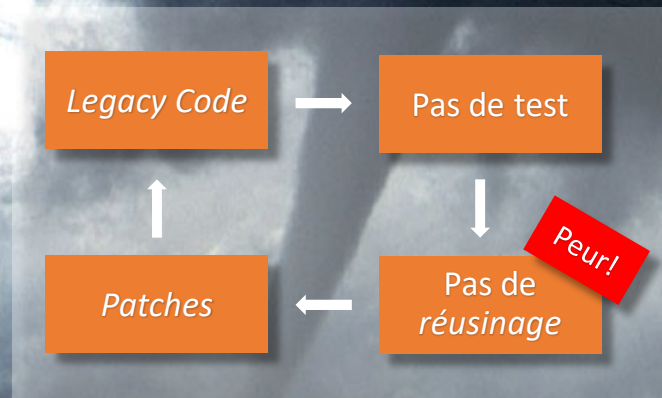 Legacy Code
Pas de test
Peur!
Pas de
réusinage
Patches